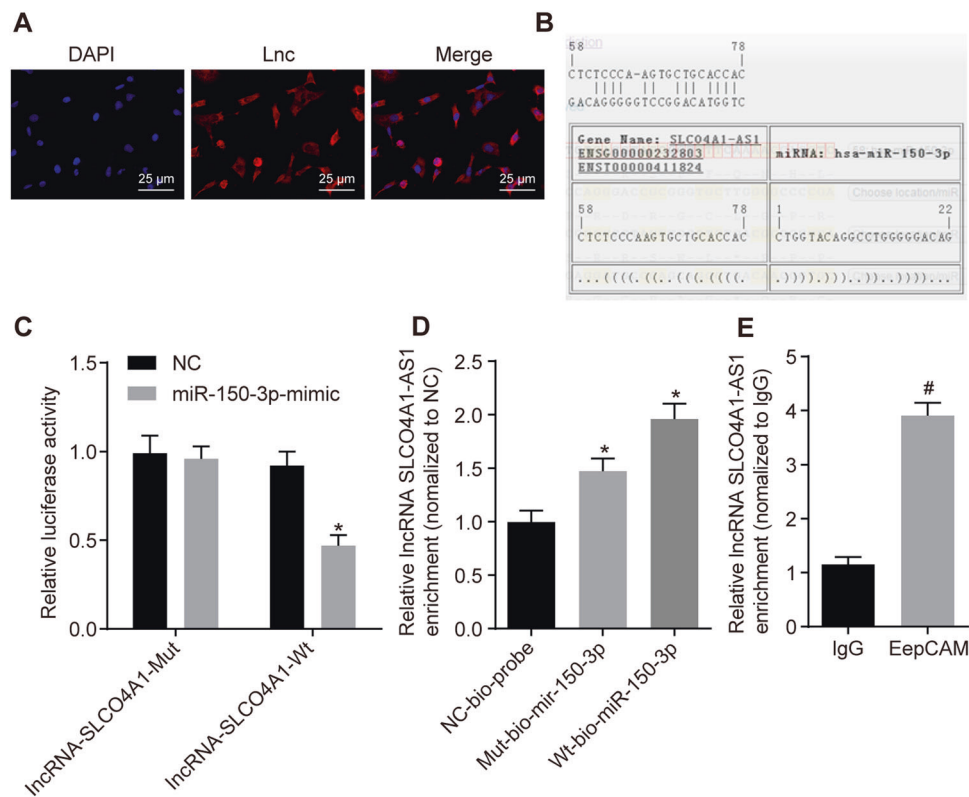 A
DAPI
Lnc
Merge
25 µm
25 µm
25 µm
B
58 78
CTCTCCCA-AGTGCTGCACCAC
GACAGGGGGTCCGGACATGGTC
Gene Name: SLCO4A1-AS1
ENSG00000232803
ENST00000411824
miRNA: hsa-miR-150-3p
58 78
CTCTCCCAAGTGCTGCACCAC
1 22
CTGGTACAGGCCTGGGGGACAG
...((((.((..(((.(((((.
.)))).)))..))..))))...
C
NC
miR-150-3p-mimic
Relative luciferase activity
1.5
1.0
0.5
0.0
lncRNA-SLCO4A1-Mut
lncRNA-SLCO4A1-Wt
*
D
Relative lncRNA SLCO4A1-AS1
enrichment (nomalized to NC)
2.5
2.0
1.5
1.0
0.5
0.0
*
*
NC-bio-probe
Mut-bio-mir-150-3p
Wt-bio-miR-150-3p
E
Relative lncRNA SLCO4A1-AS1
enrichment (nomalized to IgG)
5
4
3
2
1
0
#
IgG
EepCAM